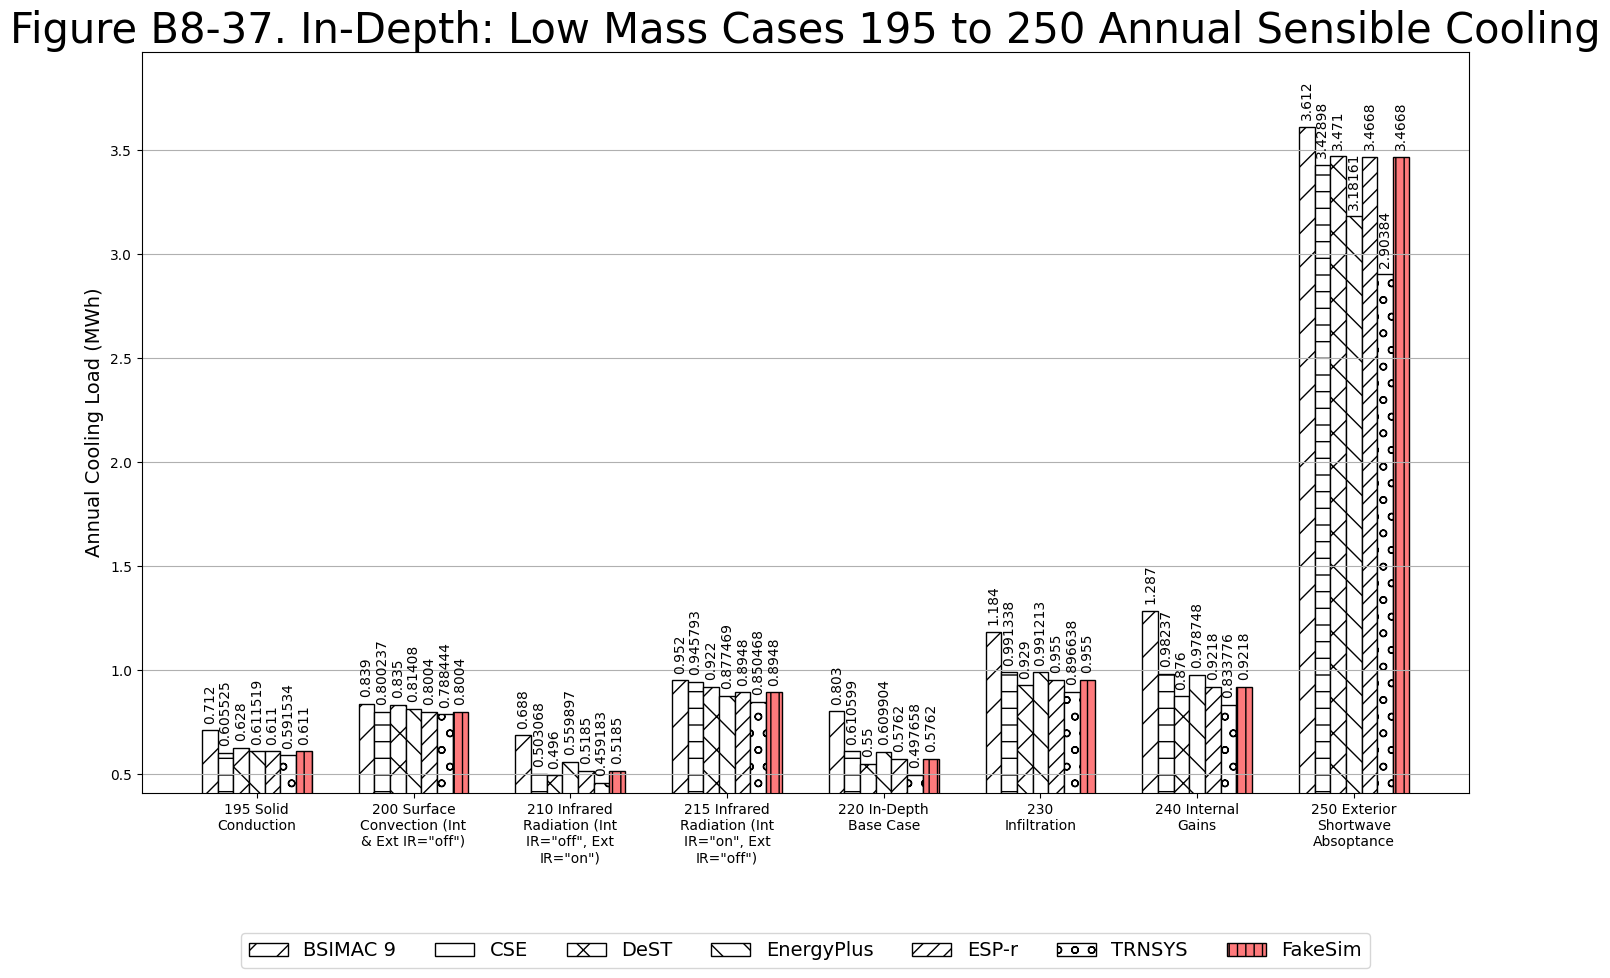 Figure B8-37. In-Depth: Low Mass Cases 195 to 250 Annual Sensible Cooling
Annual Cooling Load (MWh)
3.5
3.0
2.5
2.0
1.5
1.0
0.5
0.712
0.605525
0.628
0.611519
0.611
0.591534
0.611
0.839
0.800237
0.835
0.81408
0.8004
0.788444
0.8004
0.688
0.503068
0.496
0.559897
0.5185
0.459183
0.5185
0.952
0.945793
0.922
0.877469
0.8948
0.850468
0.8948
0.803
0.610599
0.55
0.609904
0.5762
0.497658
0.5762
1.184
0.991338
0.929
0.991213
0.955
0.896638
0.955
1.287
0.98237
0.876
0.978748
0.9218
0.833776
0.9218
3.612
3.42898
3.471
3.18161
3.4668
2.90384
3.4668
195 Solid
Conduction
200 Surface
Convection (Int
& Ext IR="off")
210 Infrared
Radiation (Int
IR="off", Ext
IR="on")
215 Infrared
Radiation (Int
IR="on", Ext
IR="off")
220 In-Depth
Base Case
230
Infiltration
240 Internal
Gains
250 Exterior
Shortwave
Absoptance
BSIMAC 9
CSE
DeST
EnergyPlus
ESP-r
TRNSYS
FakeSim